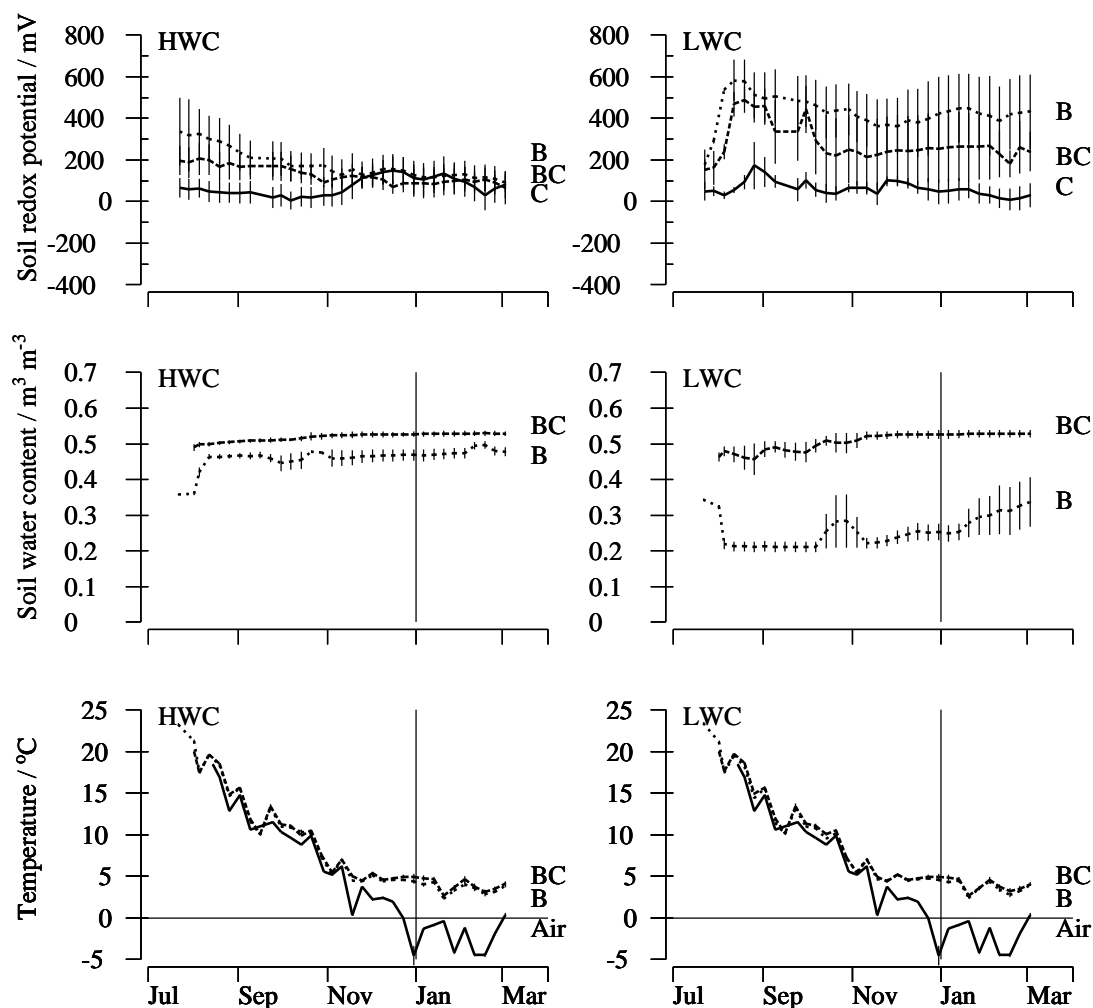 Soil redox potential / mV
800
600
400
200
0
-200
-400
HWC
B
BC
C
800
600
400
200
0
-200
-400
LWC
B
BC
C
Soil water content / m³ m⁻³
0.7
0.6
0.5
0.4
0.3
0.2
0.1
0
HWC
BC
B
0.7
0.6
0.5
0.4
0.3
0.2
0.1
0
LWC
BC
B
Temperature / ºC
25
20
15
10
5
0
-5
HWC
BC
B
Air
Jul Sep Nov Jan Mar
25
20
15
10
5
0
-5
LWC
BC
B
Air
Jul Sep Nov Jan Mar